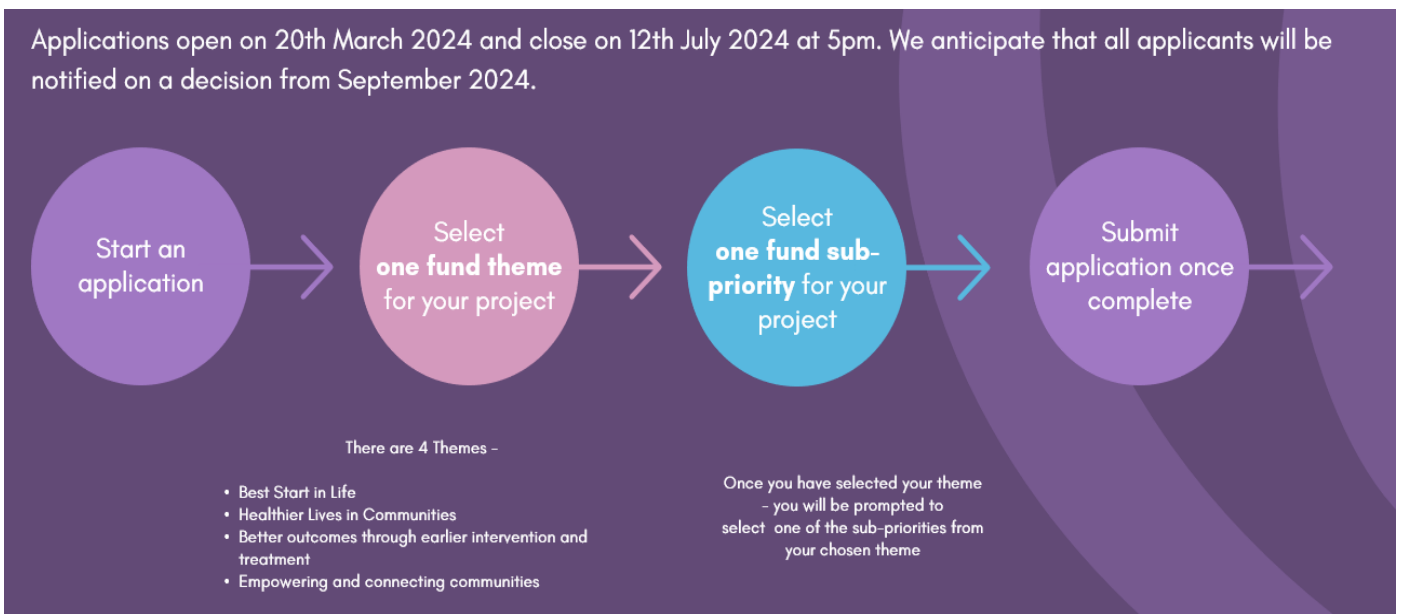 Applications open on 20th March 2024 and close on 12th July 2024 at 5pm. We anticipate that all applicants will be
notified on a decision from September 2024.
Start an
application
Select
one fund theme
for your project
Select
one fund sub-
priority for your
project
Submit
application once
complete
There are 4 Themes -
• Best Start in Life
• Healthier Lives in Communities
• Better outcomes through earlier intervention and
treatment
• Empowering and connecting communities
Once you have selected your theme
- you will be prompted to
select one of the sub-priorities from
your chosen theme